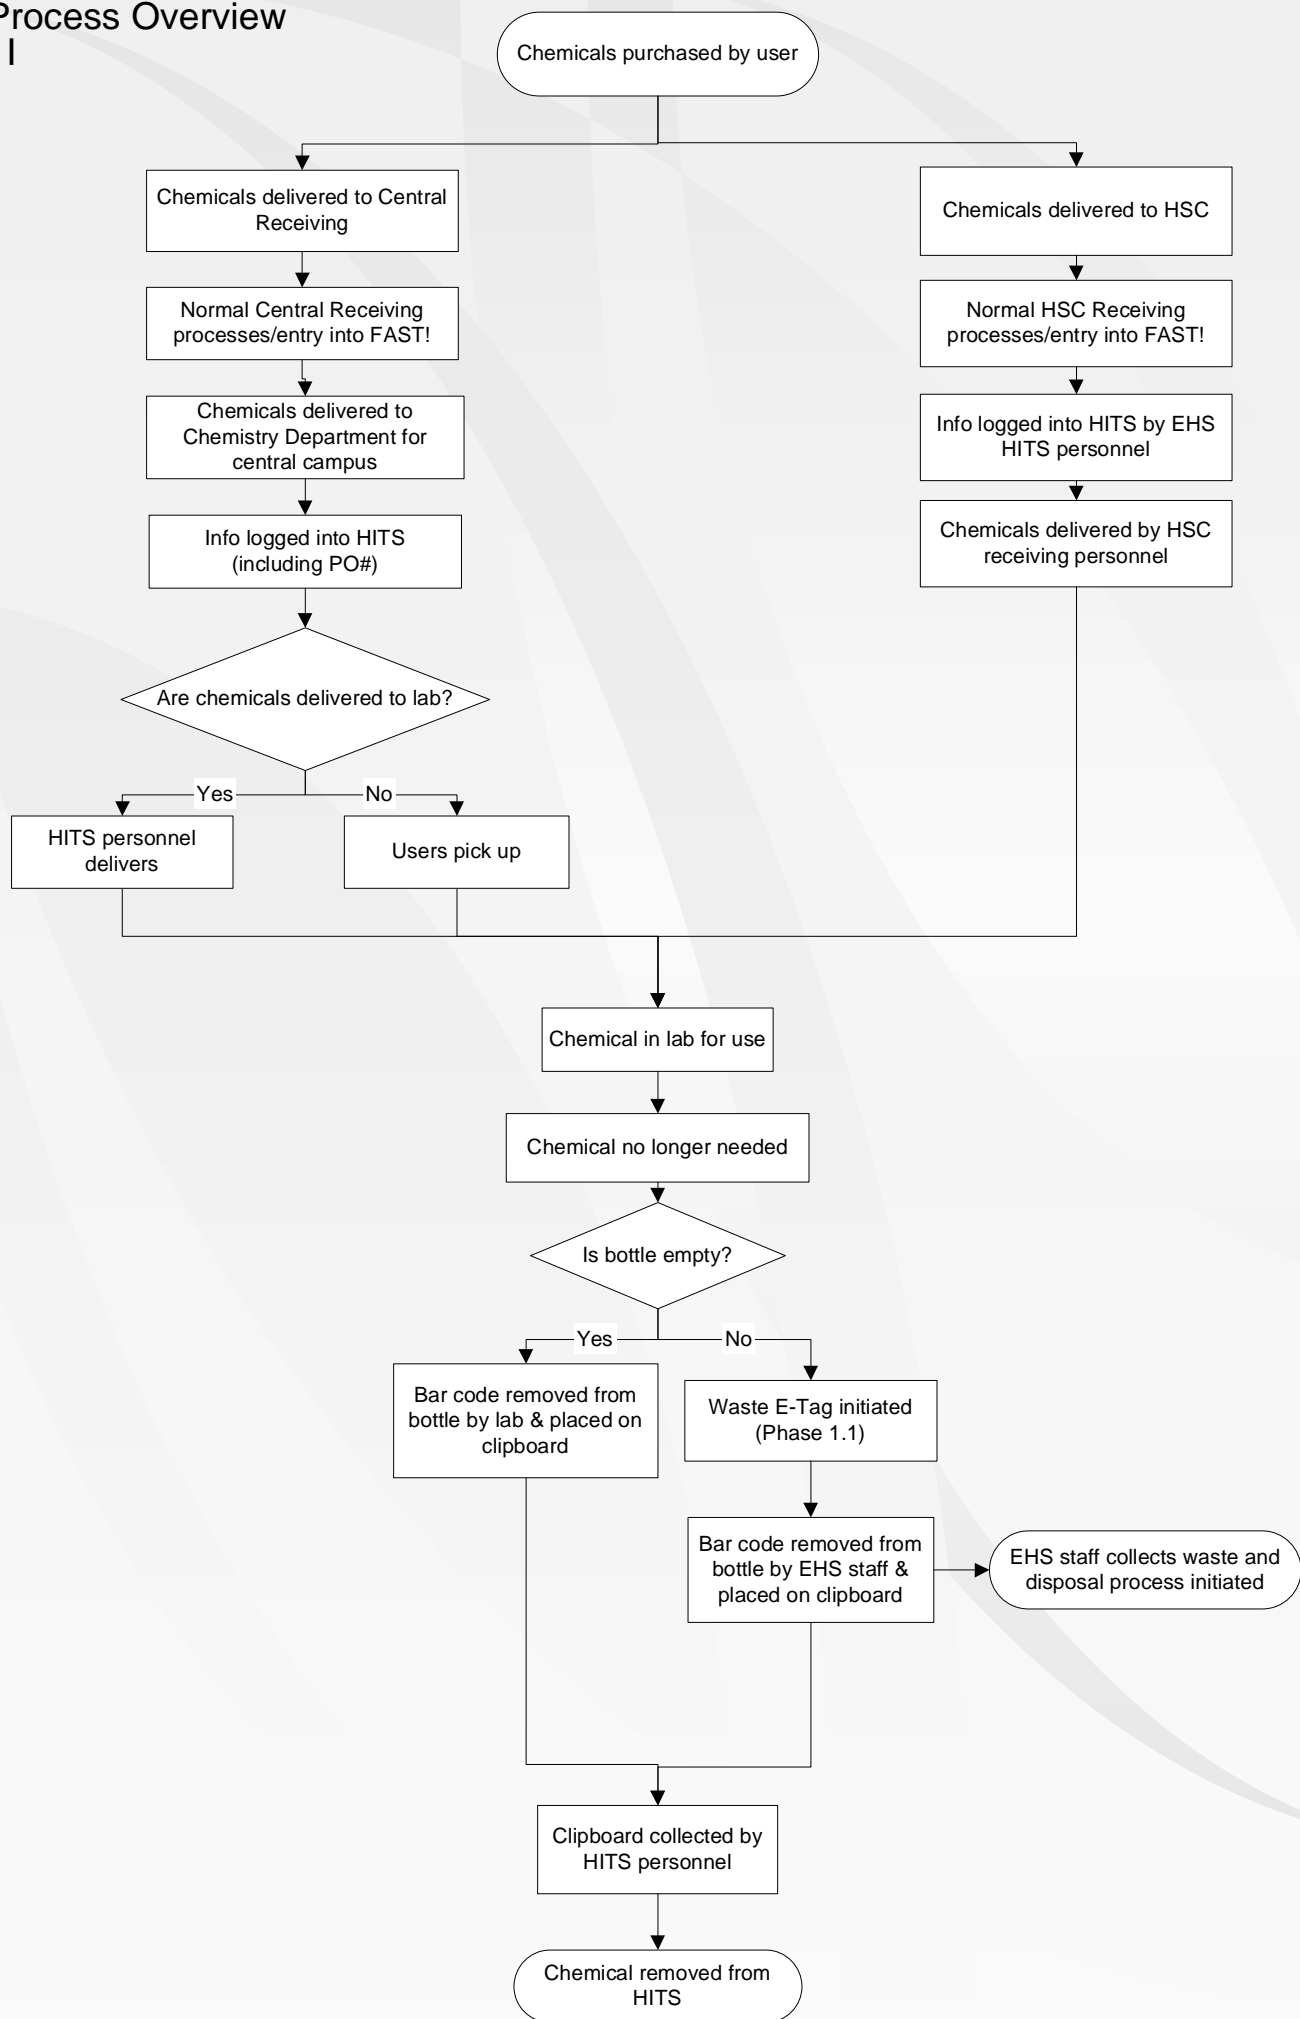 Process Overview
I
Chemicals purchased by user
Chemicals delivered to Central
Receiving
Chemicals delivered to HSC
Normal Central Receiving
processes/entry into FAST!
Normal HSC Receiving
processes/entry into FAST!
Chemicals delivered to
Chemistry Department for
central campus
Info logged into HITS by EHS
HITS personnel
Info logged into HITS
(including PO#)
Chemicals delivered by HSC
receiving personnel
Are chemicals delivered to lab?
Yes
No
HITS personnel
delivers
Users pick up
Chemical in lab for use
Chemical no longer needed
Is bottle empty?
Yes
No
Bar code removed from
bottle by lab & placed on
clipboard
Waste E-Tag initiated
(Phase 1.1)
Bar code removed from
bottle by EHS staff &
placed on clipboard
EHS staff collects waste and
disposal process initiated
Clipboard collected by
HITS personnel
Chemical removed from
HITS